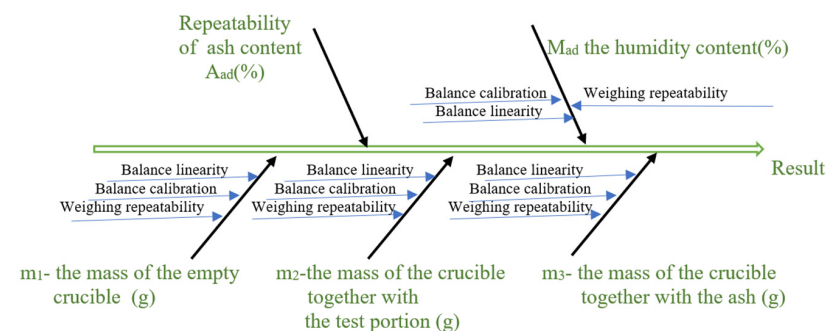 Repeatability
of ash content
Aad(%)
Mad the humidity content(%)
Balance calibration
Weighing repeatability
Balance linearity
Result
Balance linearity
Balance calibration
Weighing repeatability
Balance linearity
Balance calibration
Weighing repeatability
Balance linearity
Balance calibration
Weighing repeatability
m1- the mass of the empty
crucible (g)
m2-the mass of the crucible
together with
the test portion (g)
m3- the mass of the crucible
together with the ash (g)